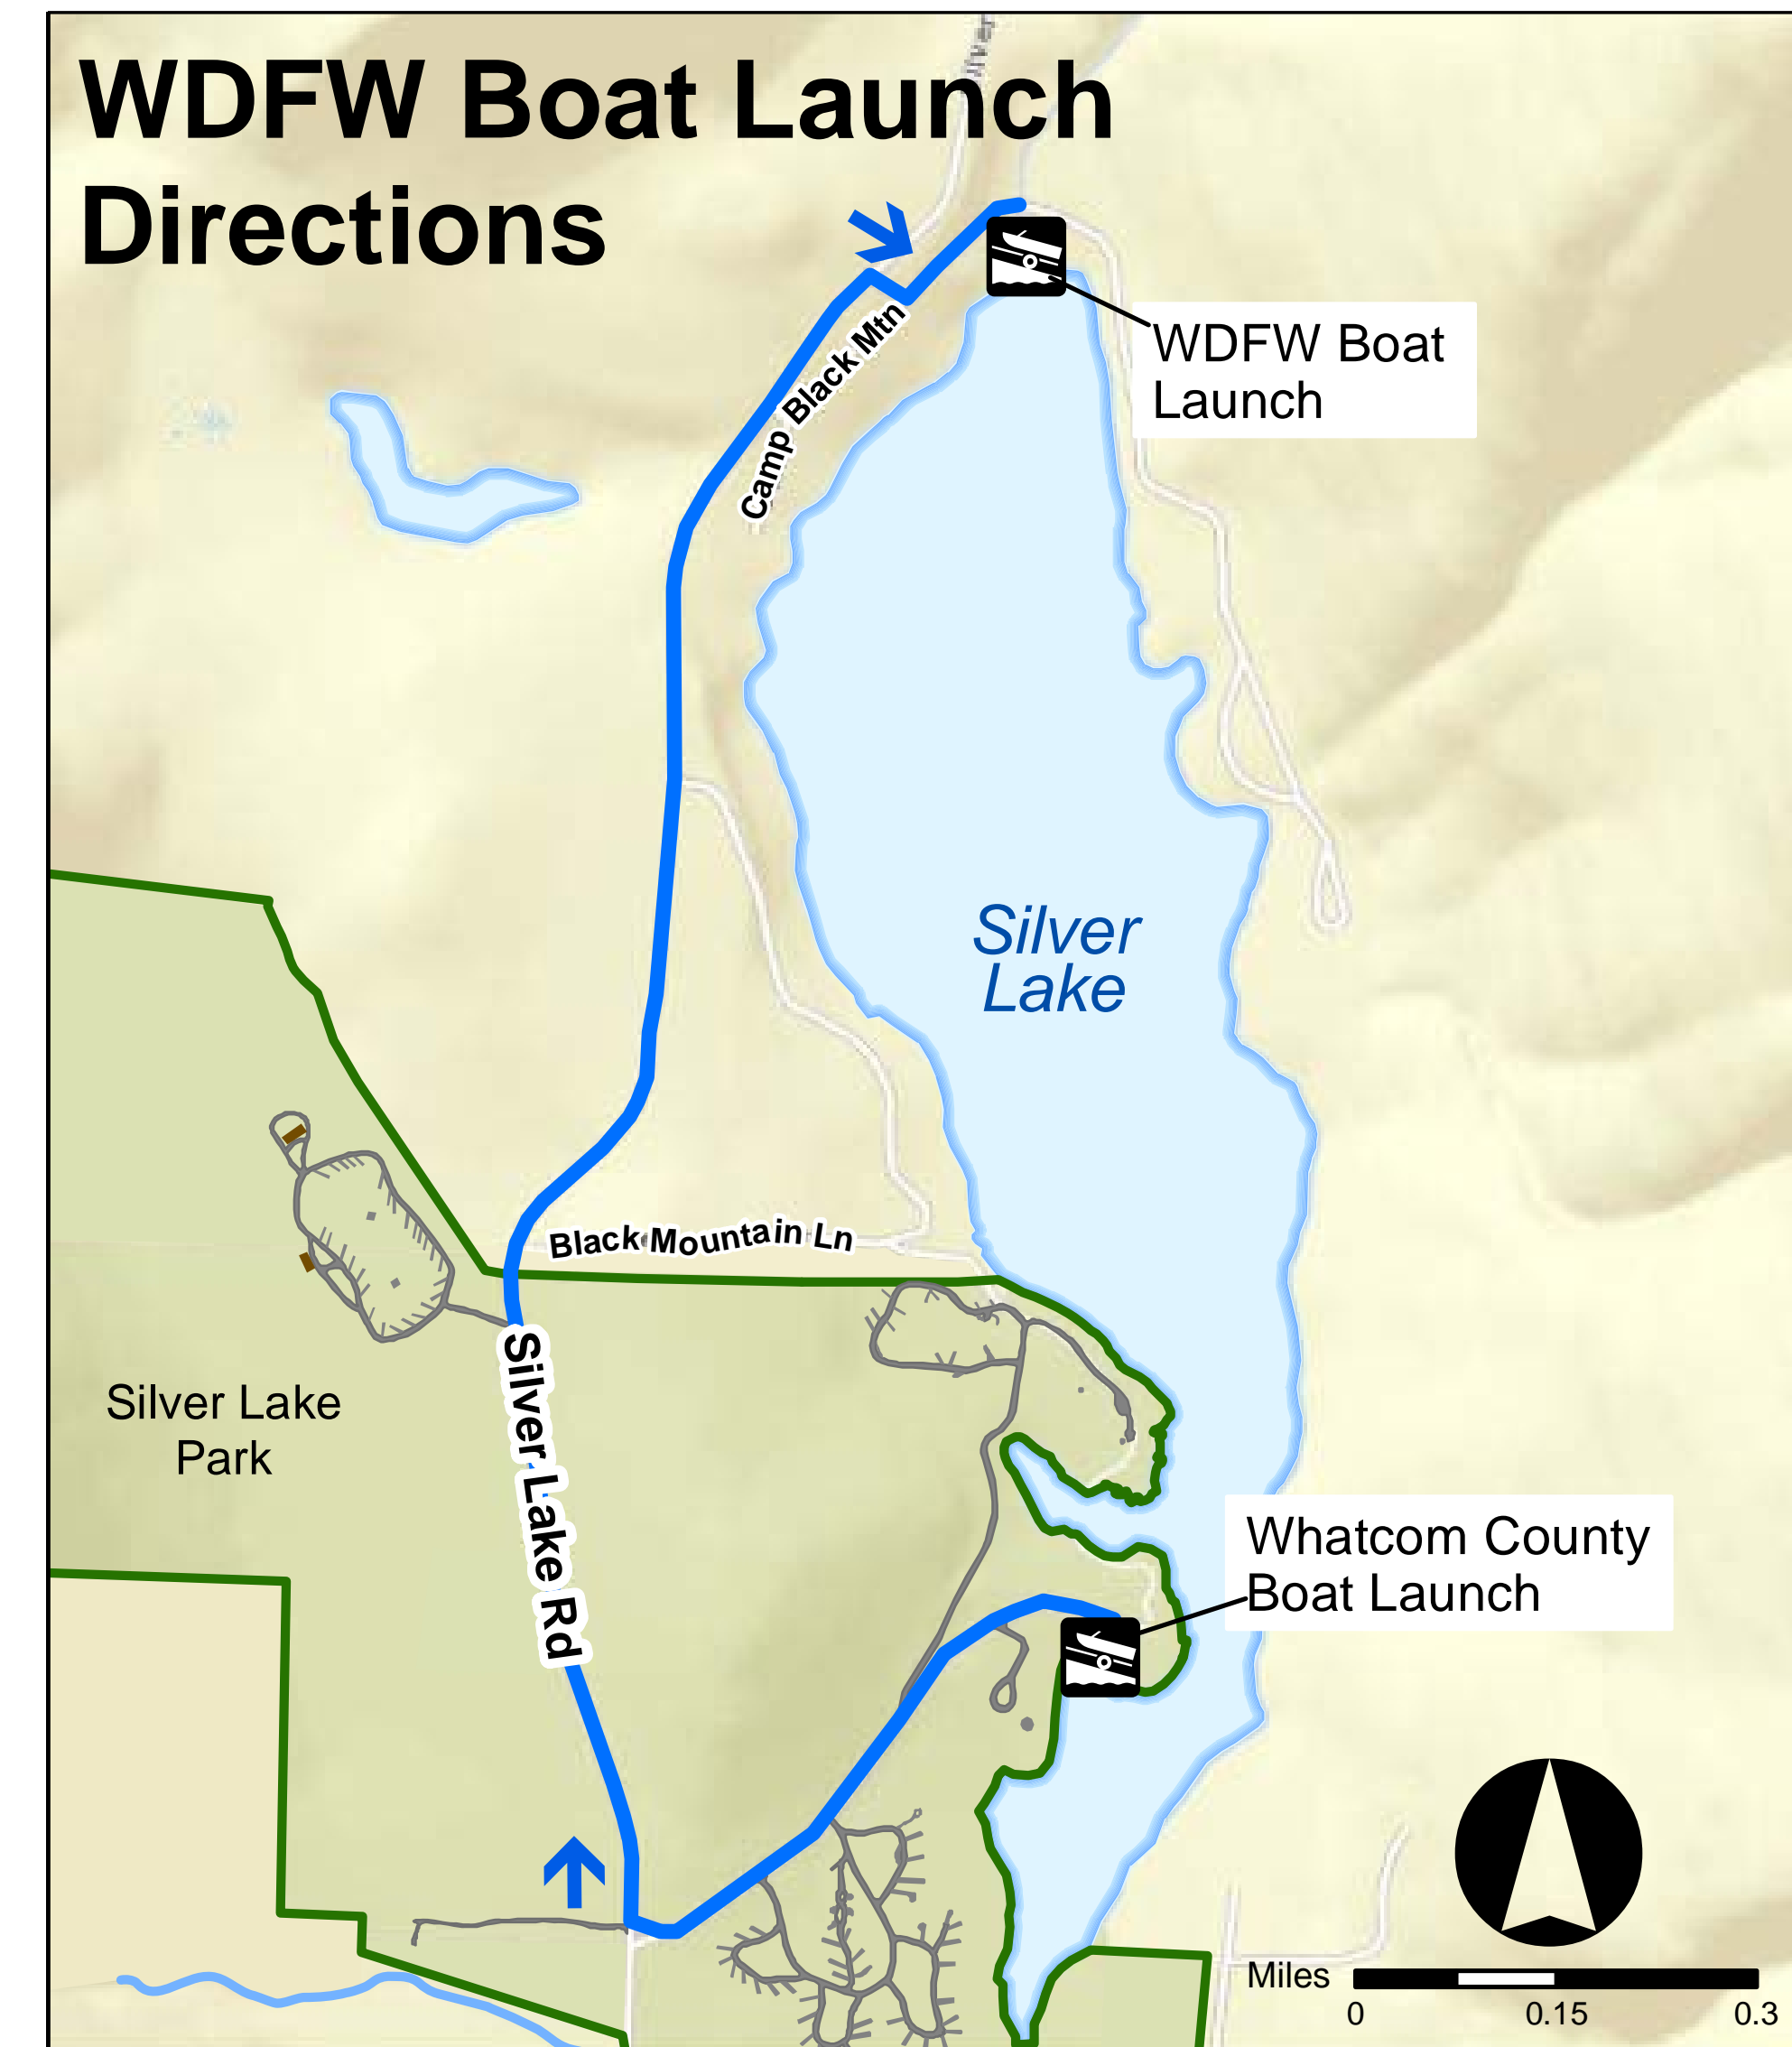 WDFW Boat Launch
Directions
WDFW Boat
Launch
Camp Black Mtn
Silver
Lake
Black Mountain Ln
Silver Lake Rd
Silver Lake
Park
Whatcom County
Boat Launch
Miles
0
0.15
0.3